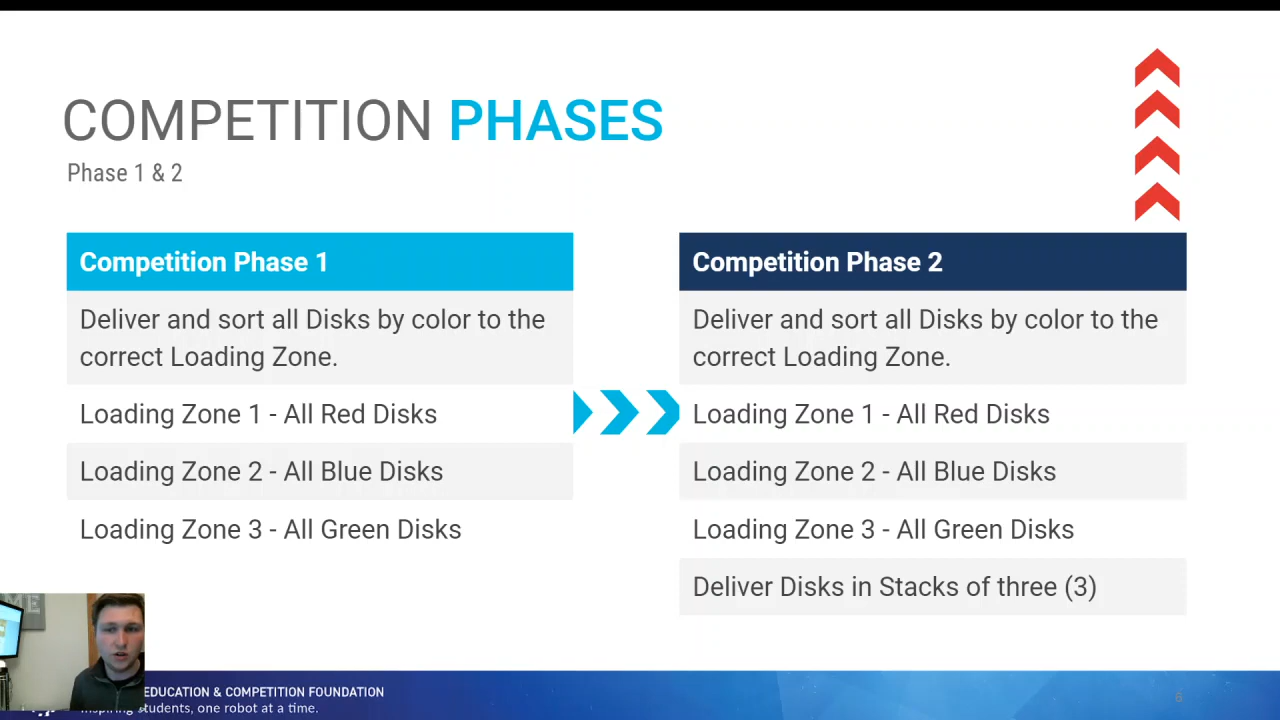 COMPETITION PHASES
Phase 1 & 2
Competition Phase 1
Deliver and sort all Disks by color to the
correct Loading Zone.
Loading Zone 1 - All Red Disks
Loading Zone 2 - All Blue Disks
Loading Zone 3 - All Green Disks
Competition Phase 2
Deliver and sort all Disks by color to the
correct Loading Zone.
Loading Zone 1 - All Red Disks
Loading Zone 2 - All Blue Disks
Loading Zone 3 - All Green Disks
Deliver Disks in Stacks of three (3)
EDUCATION & COMPETITION FOUNDATION
students, one robot at a time.
6